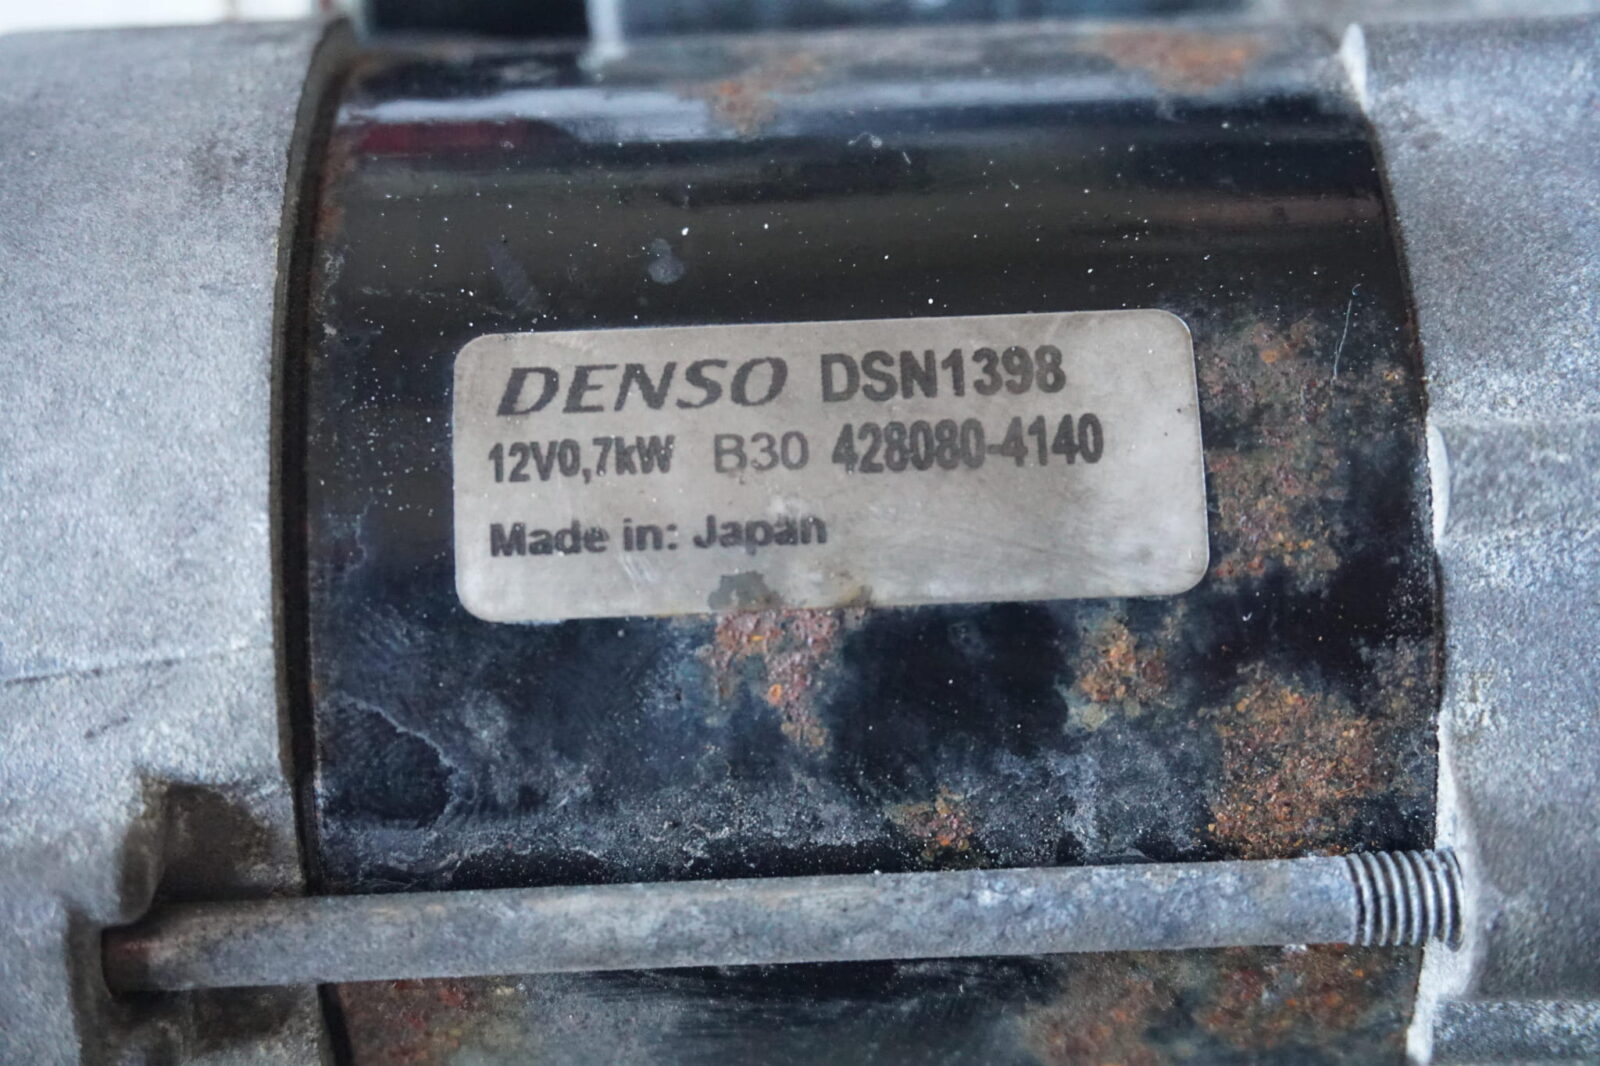 DENSO DSN1398
12V0,7kW B30 428080-4140
Made in: Japan